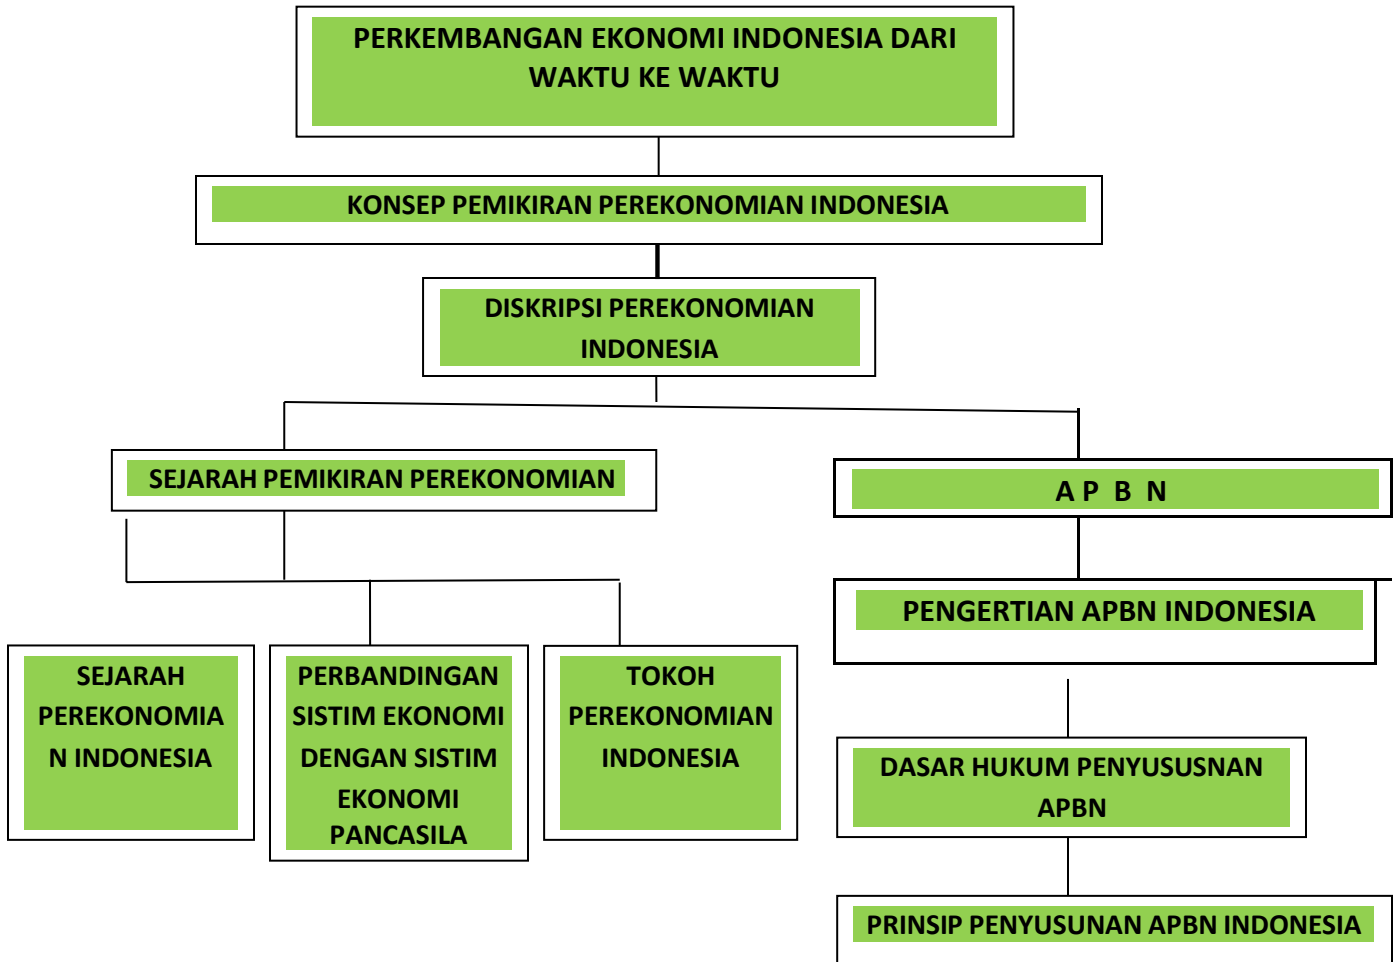 PERKEMBANGAN EKONOMI INDONESIA DARI
WAKTU KE WAKTU
KONSEP PEMIKIRAN PEREKONOMIAN INDONESIA
DISKRIPSI PEREKONOMIAN
INDONESIA
SEJARAH PEMIKIRAN PEREKONOMIAN
A P B N
PENGERTIAN APBN INDONESIA
SEJARAH
PEREKONOMIA
N INDONESIA
PERBANDINGAN
SISTIM EKONOMI
DENGAN SISTIM
EKONOMI
PANCASILA
TOKOH
PEREKONOMIAN
INDONESIA
DASAR HUKUM PENYUSUSNAN
APBN
PRINSIP PENYUSUNAN APBN INDONESIA